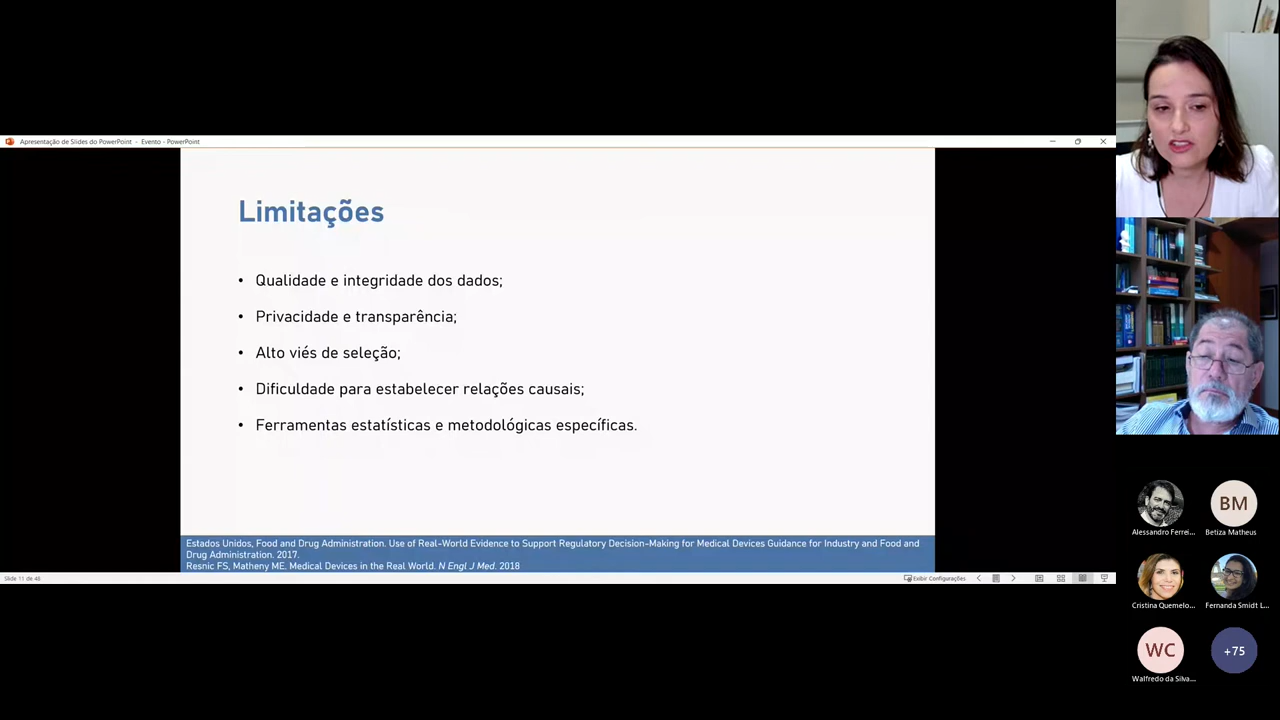 Apresentação de Slides do PowerPoint - Evento - PowerPoint
Limitações
• Qualidade e integridade dos dados;
• Privacidade e transparência;
• Alto viés de seleção;
• Dificuldade para estabelecer relações causais;
• Ferramentas estatísticas e metodológicas específicas.
Estados Unidos, Food and Drug Administration. Use of Real-World Evidence to Support Regulatory Decision-Making for Medical Devices Guidance for Industry and Food and
Drug Administration. 2017.
Resnic FS, Matheny ME. Medical Devices in the Real World. N Engl J Med. 2018
Slide 11 de 48
Exibir Configurações
BM
Alessandro Ferrei...
Betiza Matheus
Cristina Quemelo...
Fernanda Smidt L...
WC
+75
Walfredo da Silva...